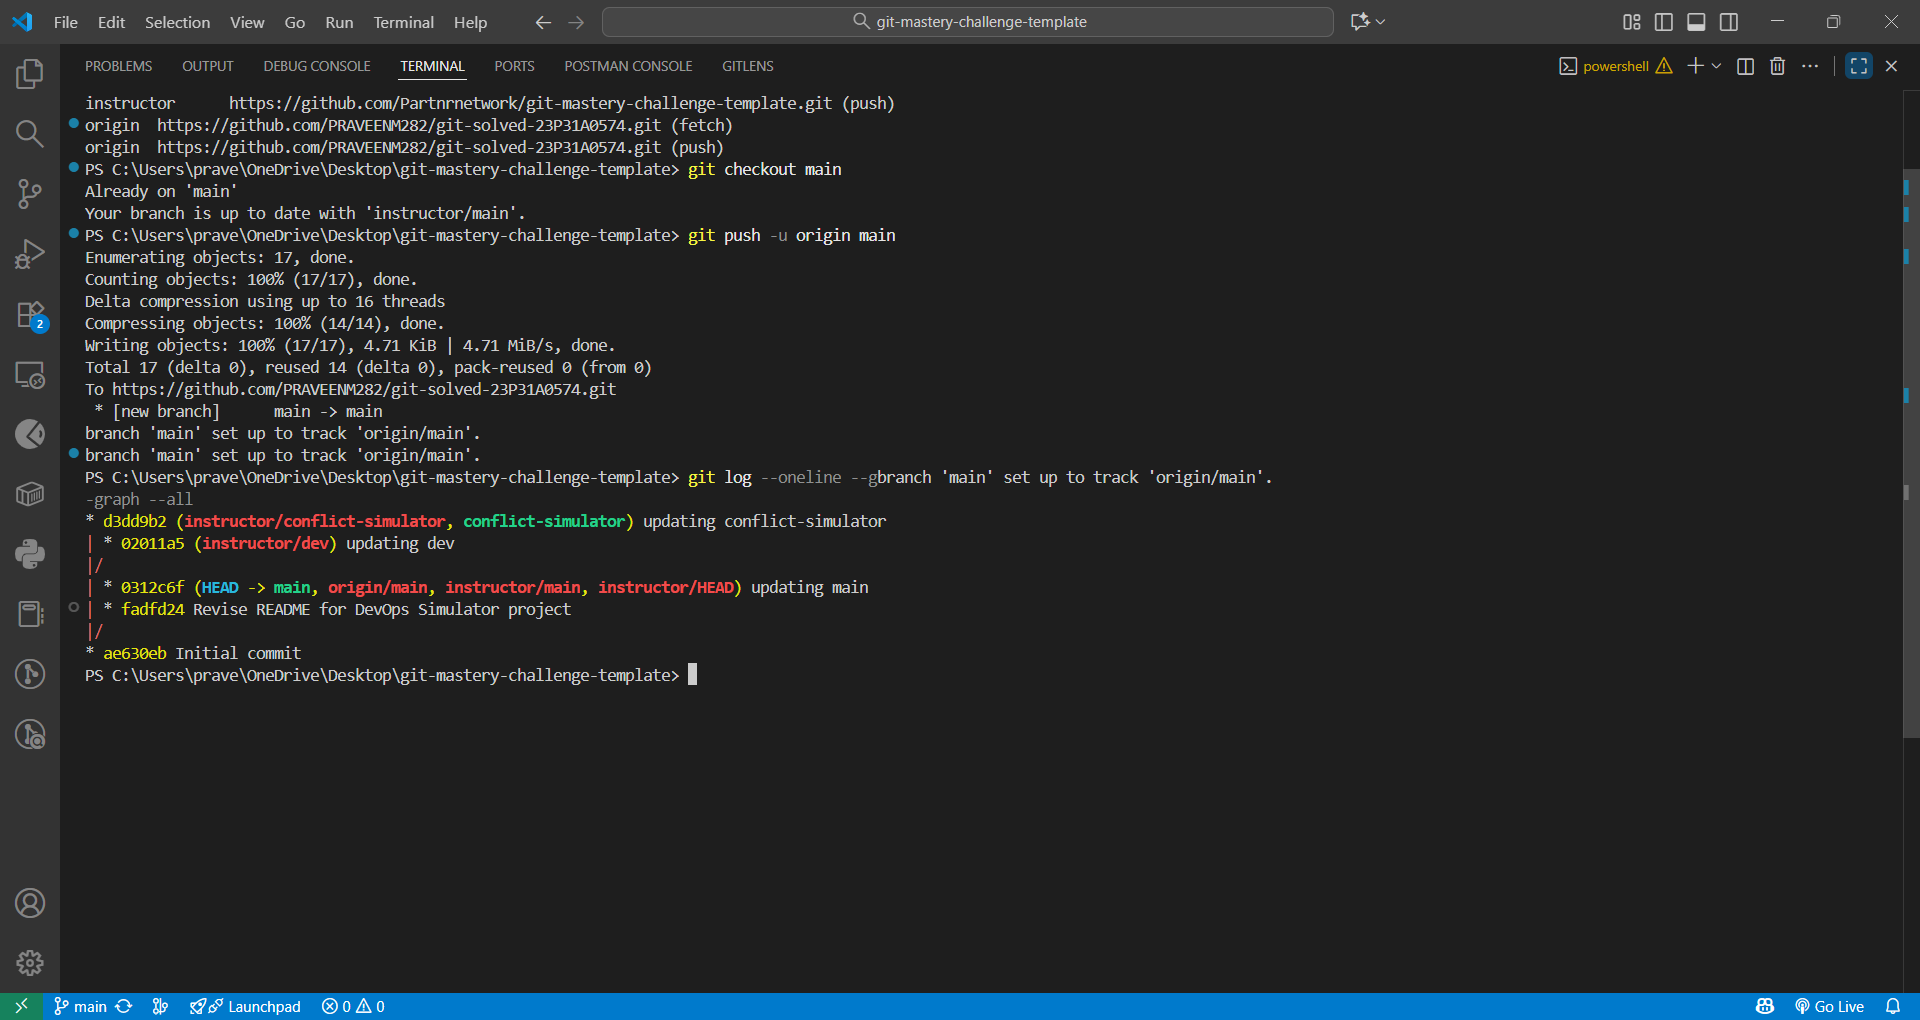 File Edit Selection View Go Run Terminal Help git-mastery-challenge-template
PROBLEMS OUTPUT DEBUG CONSOLE TERMINAL PORTS POSTMAN CONSOLE GITLENS powershell
instructor https://github.com/Partnrnetwork/git-mastery-challenge-template.git (push)
origin https://github.com/PRAVEENM282/git-solved-23P31A0574.git (fetch)
origin https://github.com/PRAVEENM282/git-solved-23P31A0574.git (push)
PS C:\Users\prave\OneDrive\Desktop\git-mastery-challenge-template> git checkout main
Already on 'main'
Your branch is up to date with 'instructor/main'.
PS C:\Users\prave\OneDrive\Desktop\git-mastery-challenge-template> git push -u origin main
Enumerating objects: 17, done.
Counting objects: 100% (17/17), done.
Delta compression using up to 16 threads
Compressing objects: 100% (14/14), done.
Writing objects: 100% (17/17), 4.71 KiB | 4.71 MiB/s, done.
Total 17 (delta 0), reused 14 (delta 0), pack-reused 0 (from 0)
To https://github.com/PRAVEENM282/git-solved-23P31A0574.git
* [new branch] main -> main
branch 'main' set up to track 'origin/main'.
branch 'main' set up to track 'origin/main'.
PS C:\Users\prave\OneDrive\Desktop\git-mastery-challenge-template> git log --oneline --gbranch 'main' set up to track 'origin/main'.
-graph --all
* d3dd9b2 (instructor/conflict-simulator, conflict-simulator) updating conflict-simulator
| * 02011a5 (instructor/dev) updating dev
|/
| * 0312c6f (HEAD -> main, origin/main, instructor/main, instructor/HEAD) updating main
| * fadfd24 Revise README for DevOps Simulator project
|/
* ae630eb Initial commit
PS C:\Users\prave\OneDrive\Desktop\git-mastery-challenge-template>
2
main Launchpad 0 0 Go Live